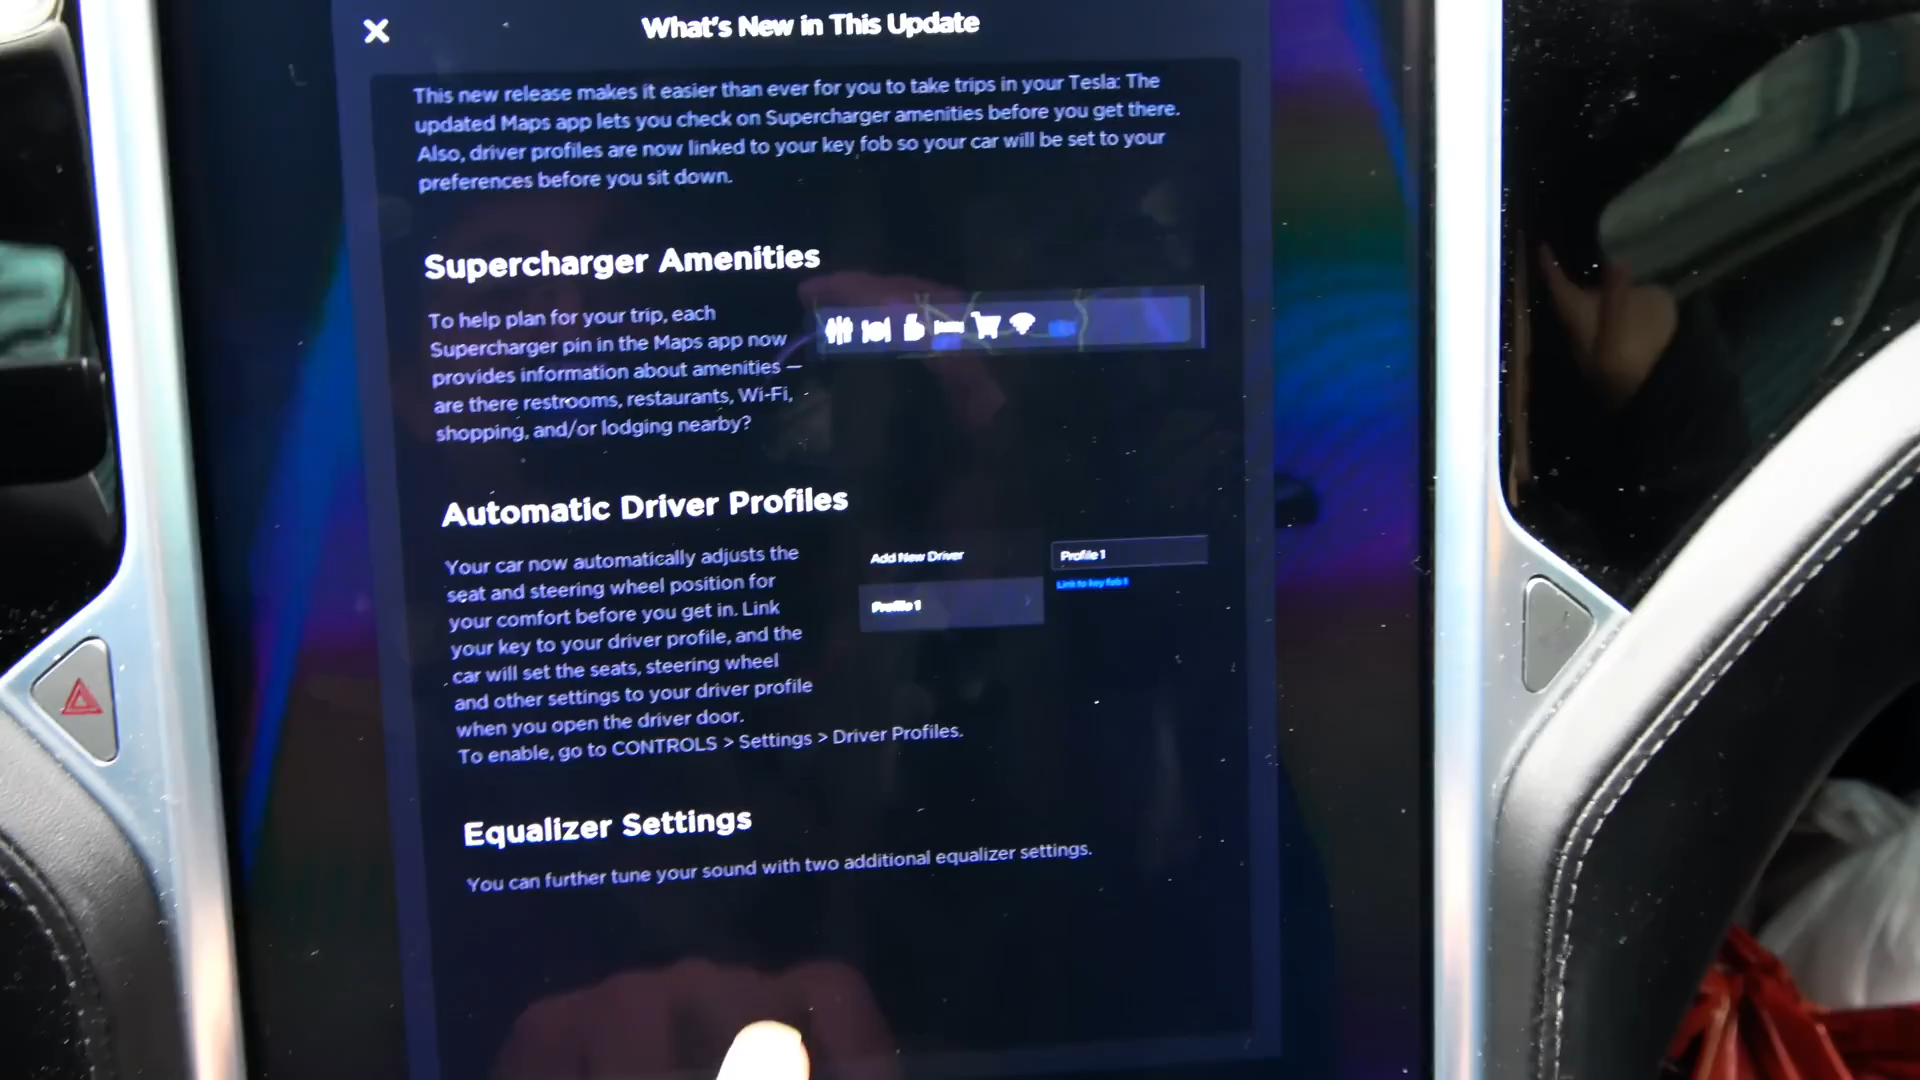 What's New in This Update
This new release makes it easier than ever for you to take trips in your Tesla: The
updated Maps app lets you check on Supercharger amenities before you get there.
Also, driver profiles are now linked to your key fob so your car will be set to your
preferences before you sit down.
Supercharger Amenities
To help plan for your trip, each
Supercharger pin in the Maps app now
provides information about amenities —
are there restrooms, restaurants, Wi-Fi,
shopping, and/or lodging nearby?
Automatic Driver Profiles
Your car now automatically adjusts the
seat and steering wheel position for
your comfort before you get in. Link
your key to your driver profile, and the
car will set the seats, steering wheel
and other settings to your driver profile
when you open the driver door.
To enable, go to CONTROLS > Settings > Driver Profiles.
Add New Driver
Profile 1
Profile 1
Link to key fob 1
Equalizer Settings
You can further tune your sound with two additional equalizer settings.